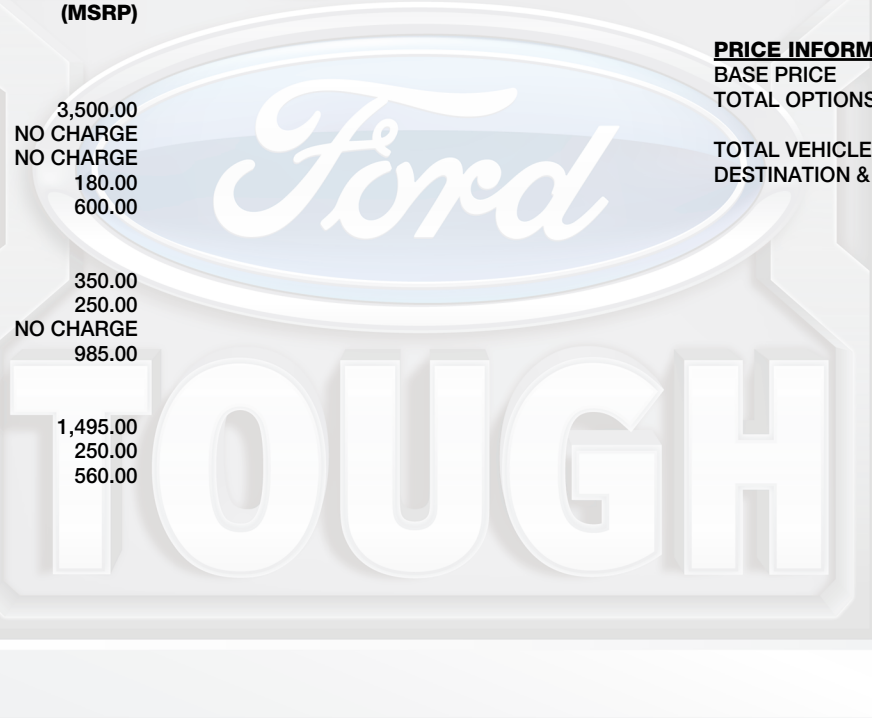 (MSRP)
3,500.00
NO CHARGE
NO CHARGE
180.00
600.00
350.00
250.00
NO CHARGE
985.00
1,495.00
250.00
560.00
PRICE INFORM
BASE PRICE
TOTAL OPTIONS
TOTAL VEHICLE
DESTINATION &
Ford
TOUGH